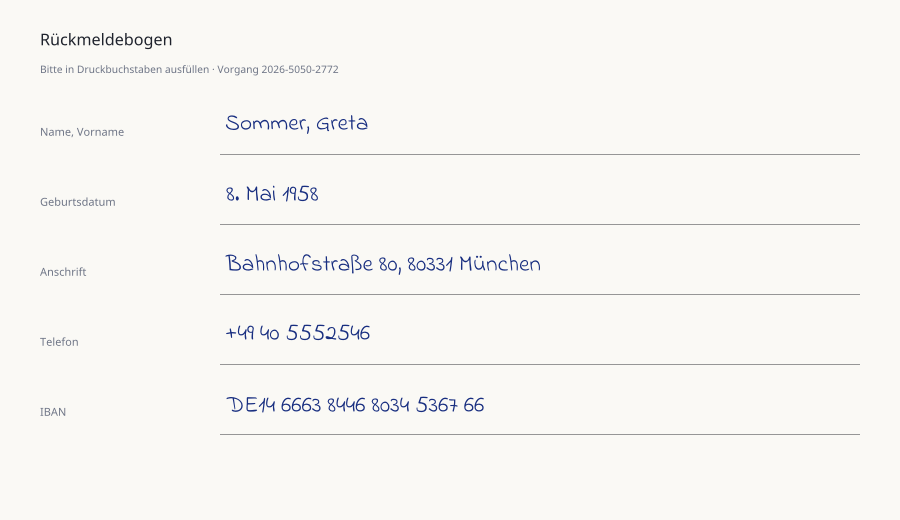 Rückmeldebogen
Bitte in Druckbuchstaben ausfüllen · Vorgang 2026-5050-2772
Name, Vorname Sommer, Greta
Geburtsdatum 8. Mai 1958
Anschrift Bahnhofstraße 80, 80331 München
Telefon +49 40 5552546
IBAN DE14 6663 8446 8034 5367 66